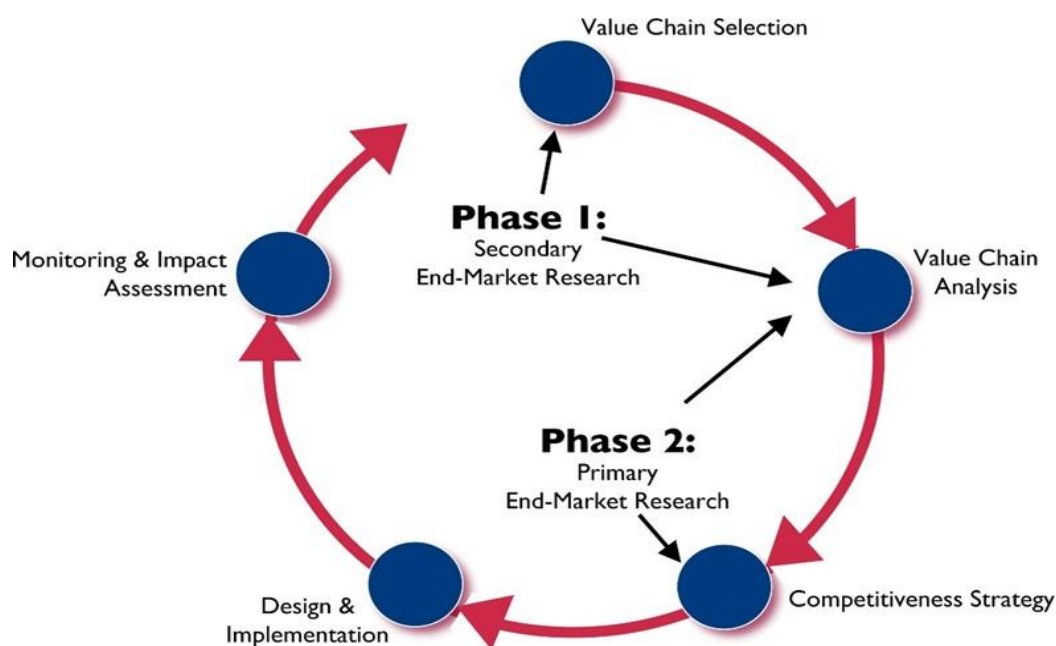 Value Chain Selection
Phase 1:
Secondary
End-Market Research
Monitoring & Impact
Assessment
Value Chain
Analysis
Phase 2:
Primary
End-Market Research
Design &
Implementation
Competitiveness Strategy